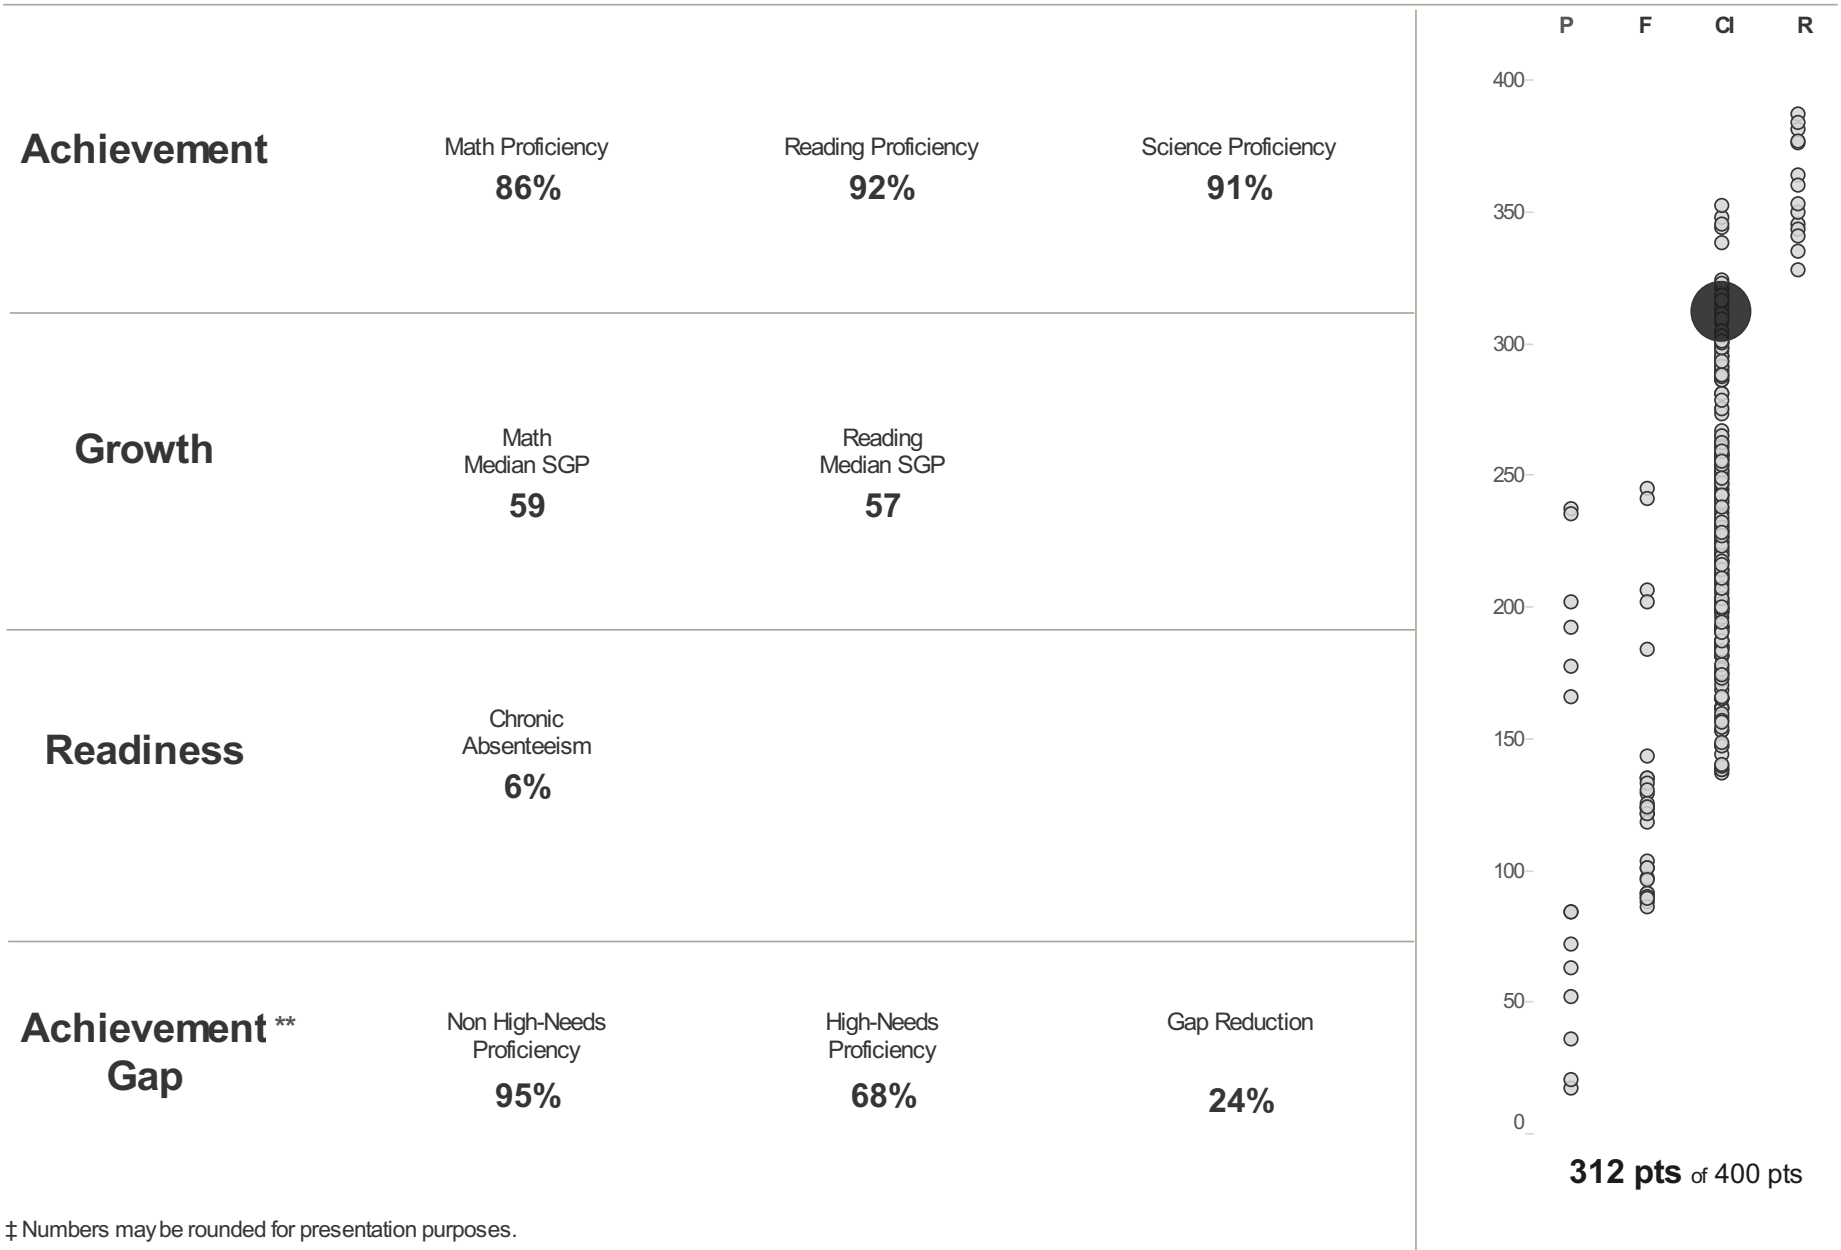 Achievement
Math Proficiency
86%
Reading Proficiency
92%
Science Proficiency
91%
Growth
Math
Median SGP
59
Reading
Median SGP
57
Readiness
Chronic
Absenteeism
6%
Achievement **
Gap
Non High-Needs
Proficiency
95%
High-Needs
Proficiency
68%
Gap Reduction
24%
‡ Numbers may be rounded for presentation purposes.
P F CI R
400
350
300
250
200
150
100
50
0
312 pts of 400 pts